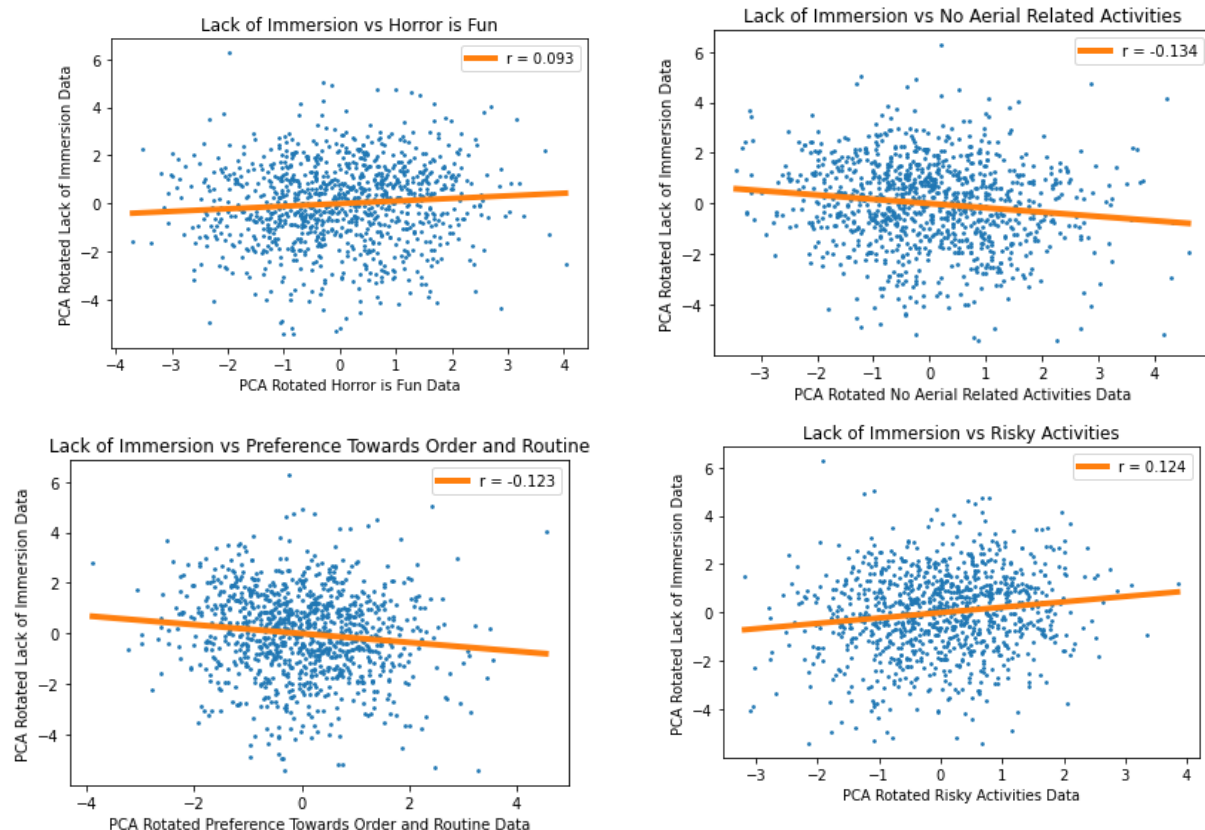 Lack of Immersion vs Horror is Fun
r = 0.093
6
4
2
0
−2
−4
PCA Rotated Lack of Immersion Data
−4 −3 −2 −1 0 1 2 3 4
PCA Rotated Horror is Fun Data
Lack of Immersion vs No Aerial Related Activities
r = -0.134
6
4
2
0
−2
−4
PCA Rotated Lack of Immersion Data
−3 −2 −1 0 1 2 3 4
PCA Rotated No Aerial Related Activities Data
Lack of Immersion vs Preference Towards Order and Routine
r = -0.123
6
4
2
0
−2
−4
PCA Rotated Lack of Immersion Data
−4 −2 0 2 4
PCA Rotated Preference Towards Order and Routine Data
Lack of Immersion vs Risky Activities
r = 0.124
6
4
2
0
−2
−4
PCA Rotated Lack of Immersion Data
−3 −2 −1 0 1 2 3 4
PCA Rotated Risky Activities Data